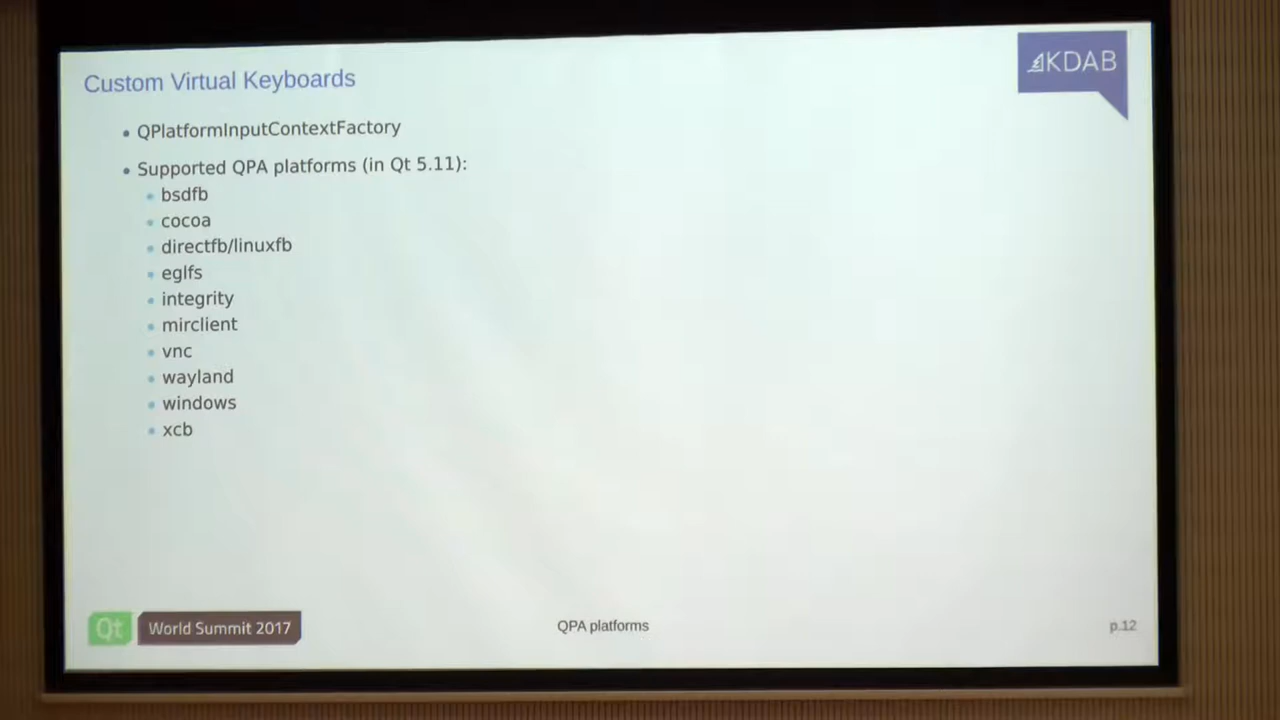 KDAB
Custom Virtual Keyboards
QPlatformInputContextFactory
Supported QPA platforms (in Qt 5.11):
bsdfb
cocoa
directfb/linuxfb
eglfs
integrity
mirclient
vnc
wayland
windows
xcb
Qt World Summit 2017
QPA platforms
p.12